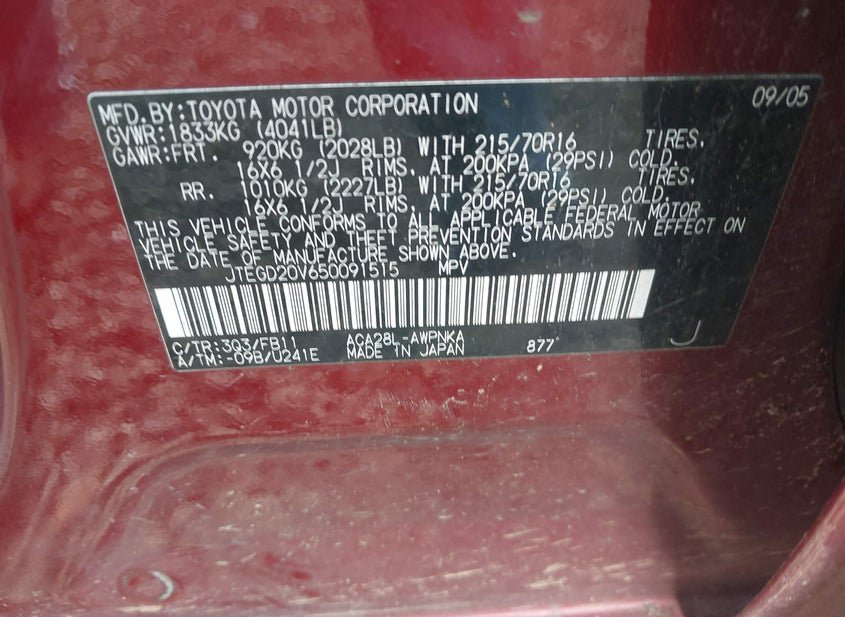 MFD.BY:TOYOTA MOTOR CORPORATION 09/05
GVWR:1833KG (4041LB)
GAWR:FRT. 920KG (2028LB) WITH 215/70R16 TIRES.
16X6 1/2J RIMS. AT 200KPA (29PSI) COLD.
RR. 1010KG (2227LB) WITH 215/70R16 TIRES.
16X6 1/2J RIMS. AT 200KPA (29PSI) COLD.
THIS VEHICLE CONFORMS TO ALL APPLICABLE FEDERAL MOTOR
VEHICLE SAFETY AND THEFT PREVENTION STANDARDS IN EFFECT ON
THE DATE OF MANUFACTURE SHOWN ABOVE.
JTEGD20V650091515 MPV
C/TR:3Q3/FB11 ACA28L-AWPNKA 877
A/TM:-09B/U241E MADE IN JAPAN J